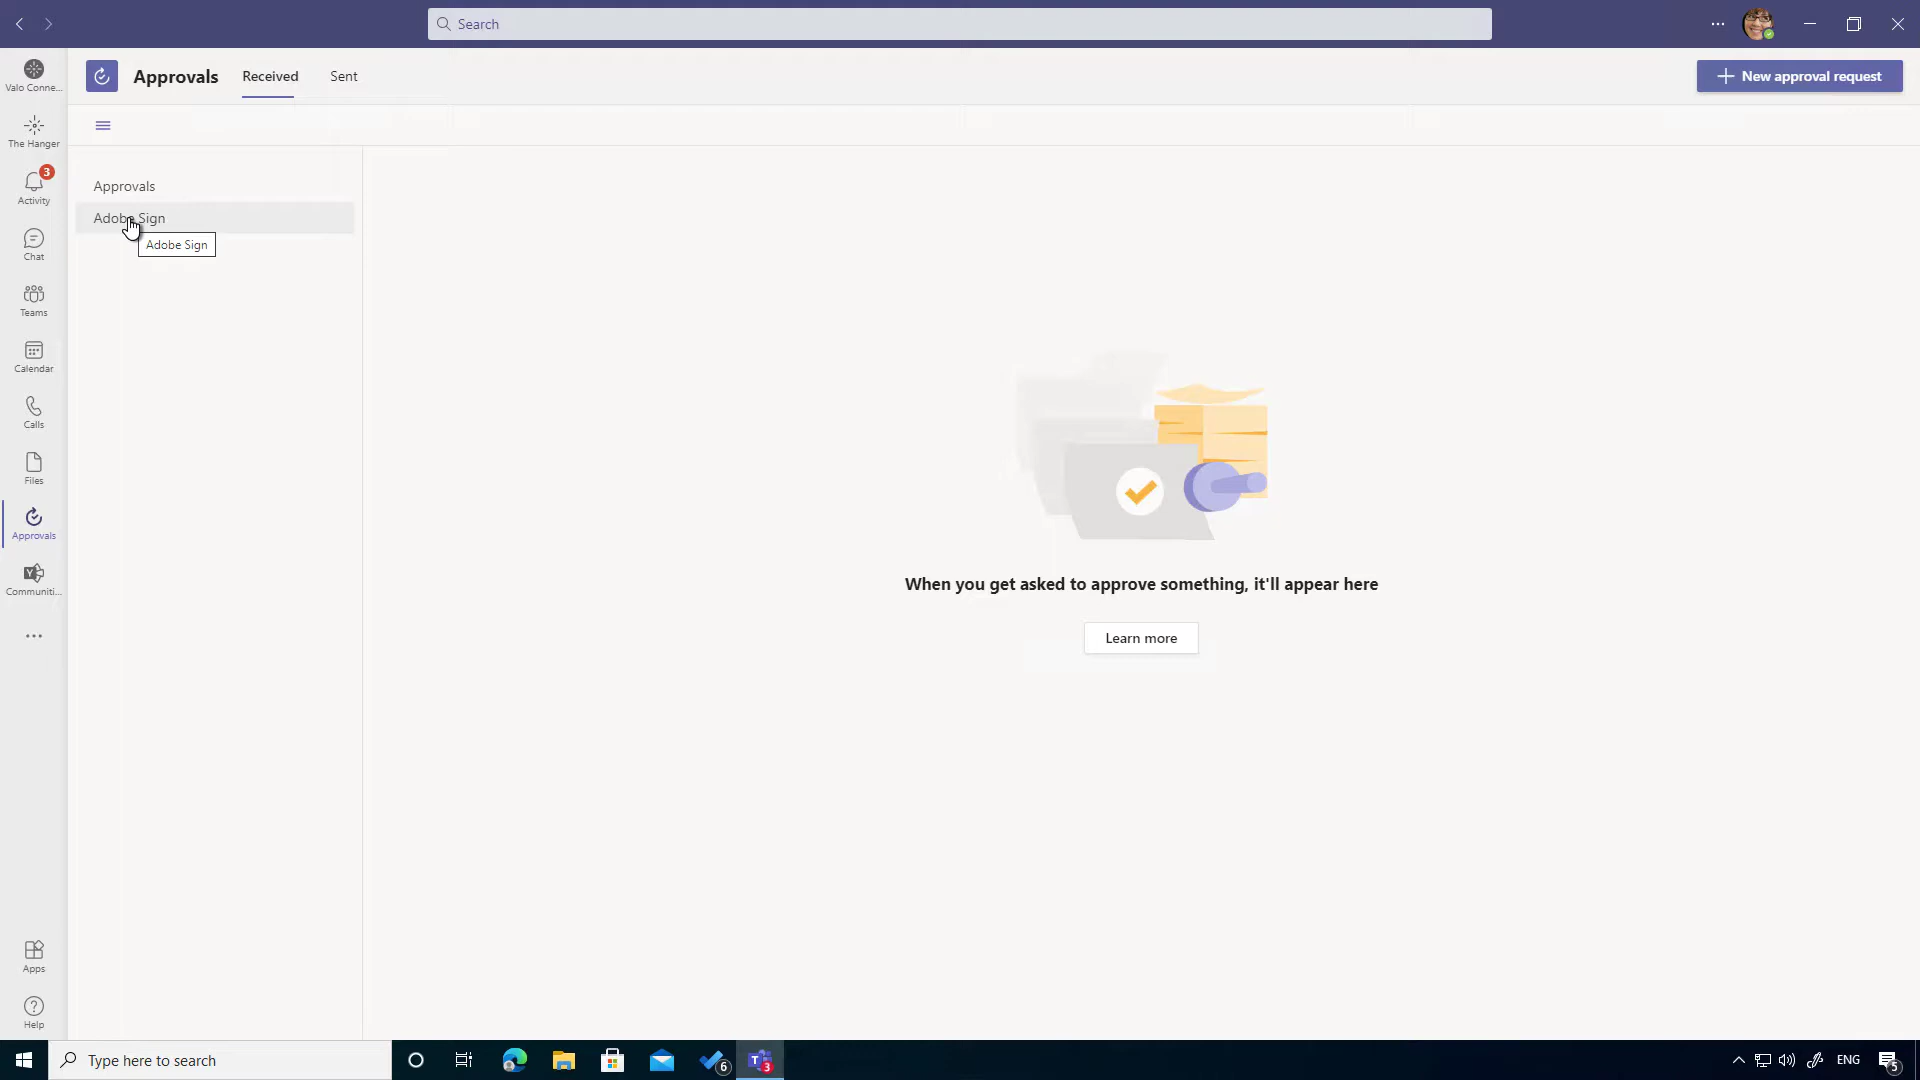 Search
Valo Conne...
The Hanger
3
Activity
Chat
Teams
Calendar
Calls
Files
Approvals
Communiti...
Apps
Help
Approvals
Received
Sent
New approval request
Approvals
Adobe Sign
Adobe Sign
When you get asked to approve something, it'll appear here
Learn more
Type here to search
6
T
3
ENG
5